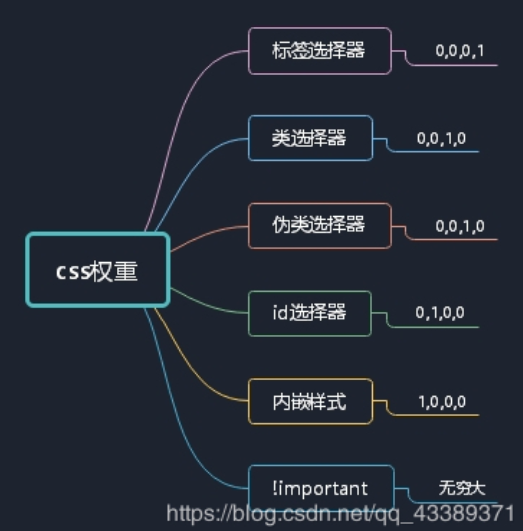 标签选择器 0,0,0,1
类选择器 0,0,1,0
伪类选择器 0,0,1,0
css权重
id选择器 0,1,0,0
内嵌样式 1,0,0,0
!important 无穷大
https://blog.csdn.net/qq_43389371